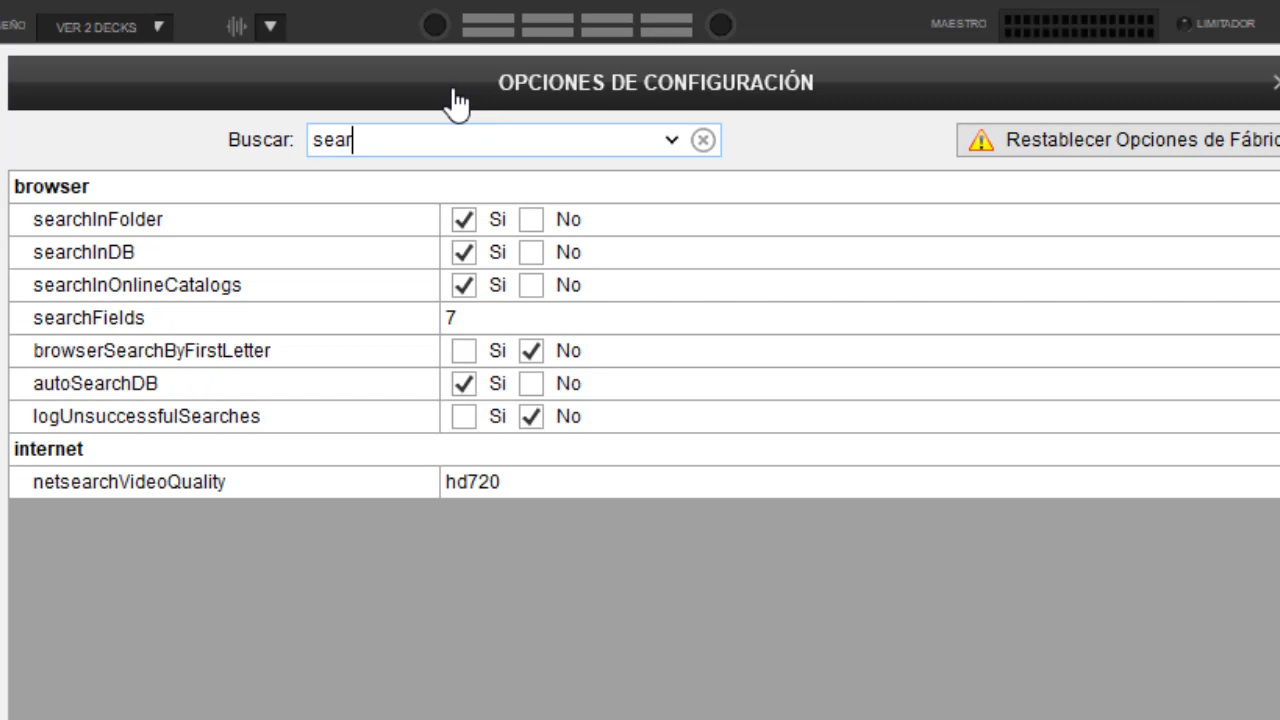 EÑO VER 2 DECKS MAESTRO LIMITADOR
OPCIONES DE CONFIGURACIÓN
Buscar: sear Restablecer Opciones de Fábric
browser
searchInFolder Si No
searchInDB Si No
searchInOnlineCatalogs Si No
searchFields 7
browserSearchByFirstLetter Si No
autoSearchDB Si No
logUnsuccessfulSearches Si No
internet
netsearchVideoQuality hd720